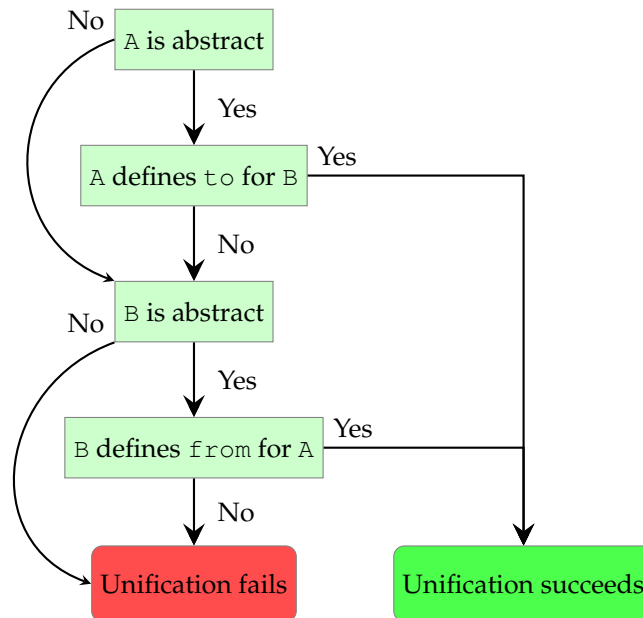 No
A is abstract
Yes
A defines to for B
Yes
No
B is abstract
No
Yes
B defines from for A
Yes
No
Unification fails
Unification succeeds